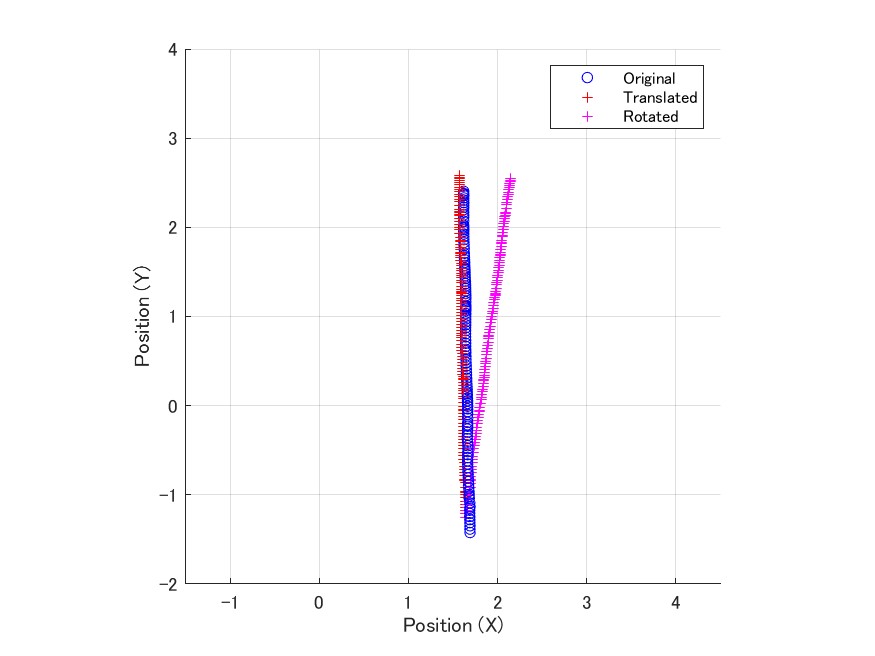 Original
Translated
Rotated
4
3
2
1
0
-1
-2
-1
0
1
2
3
4
Position (X)
Position (Y)